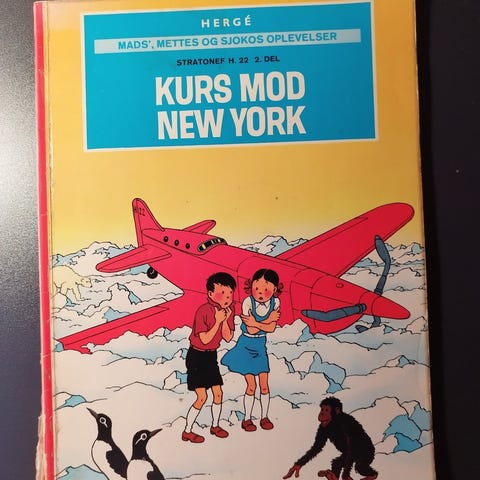 HERGÉ
MADS', METTES OG SJOKOS OPLEVELSER
STRATONEF H. 22 2. DEL
KURS MOD
NEW YORK